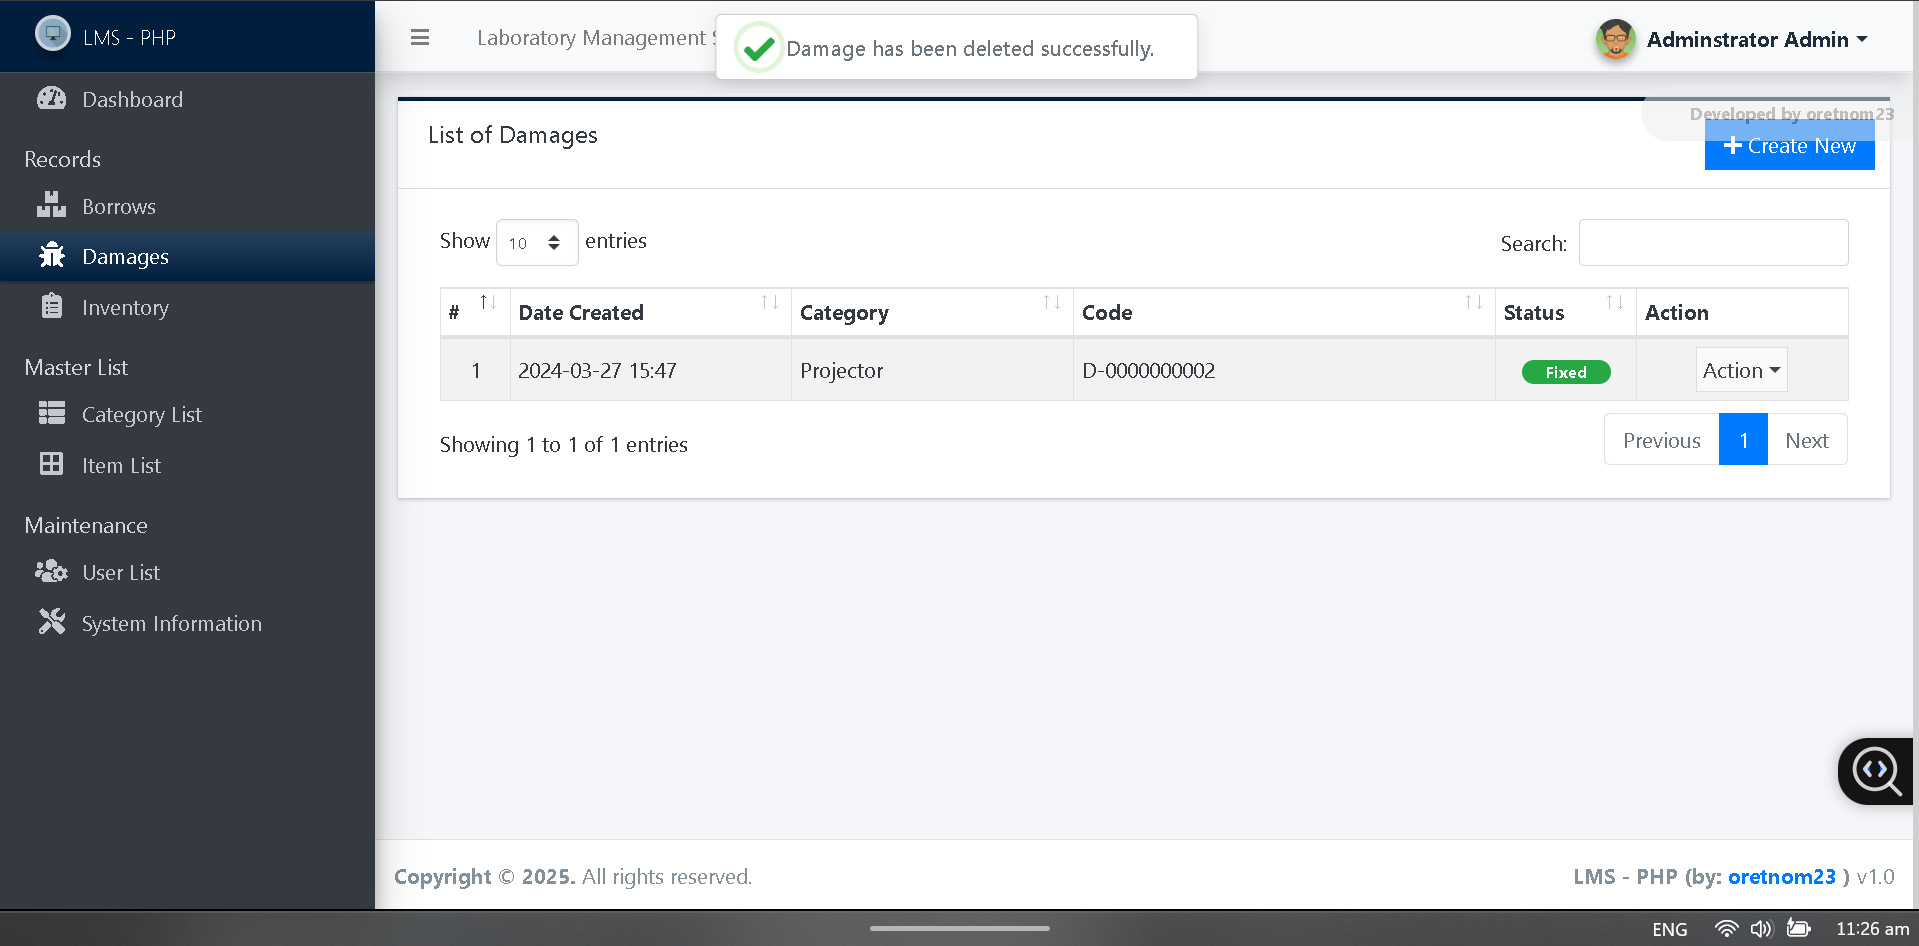 LMS - PHP
Laboratory Management S
Damage has been deleted successfully.
Adminstrator Admin
Dashboard
Records
Borrows
Damages
Inventory
Master List
Category List
Item List
Maintenance
User List
System Information
List of Damages
Developed by oretnom23
Create New
Show 10 entries
Search:
# Date Created Category Code Status Action
1 2024-03-27 15:47 Projector D-0000000002 Fixed Action
Showing 1 to 1 of 1 entries
Previous 1 Next
Copyright © 2025. All rights reserved.
LMS - PHP (by: oretnom23 ) v1.0
ENG 11:26 am